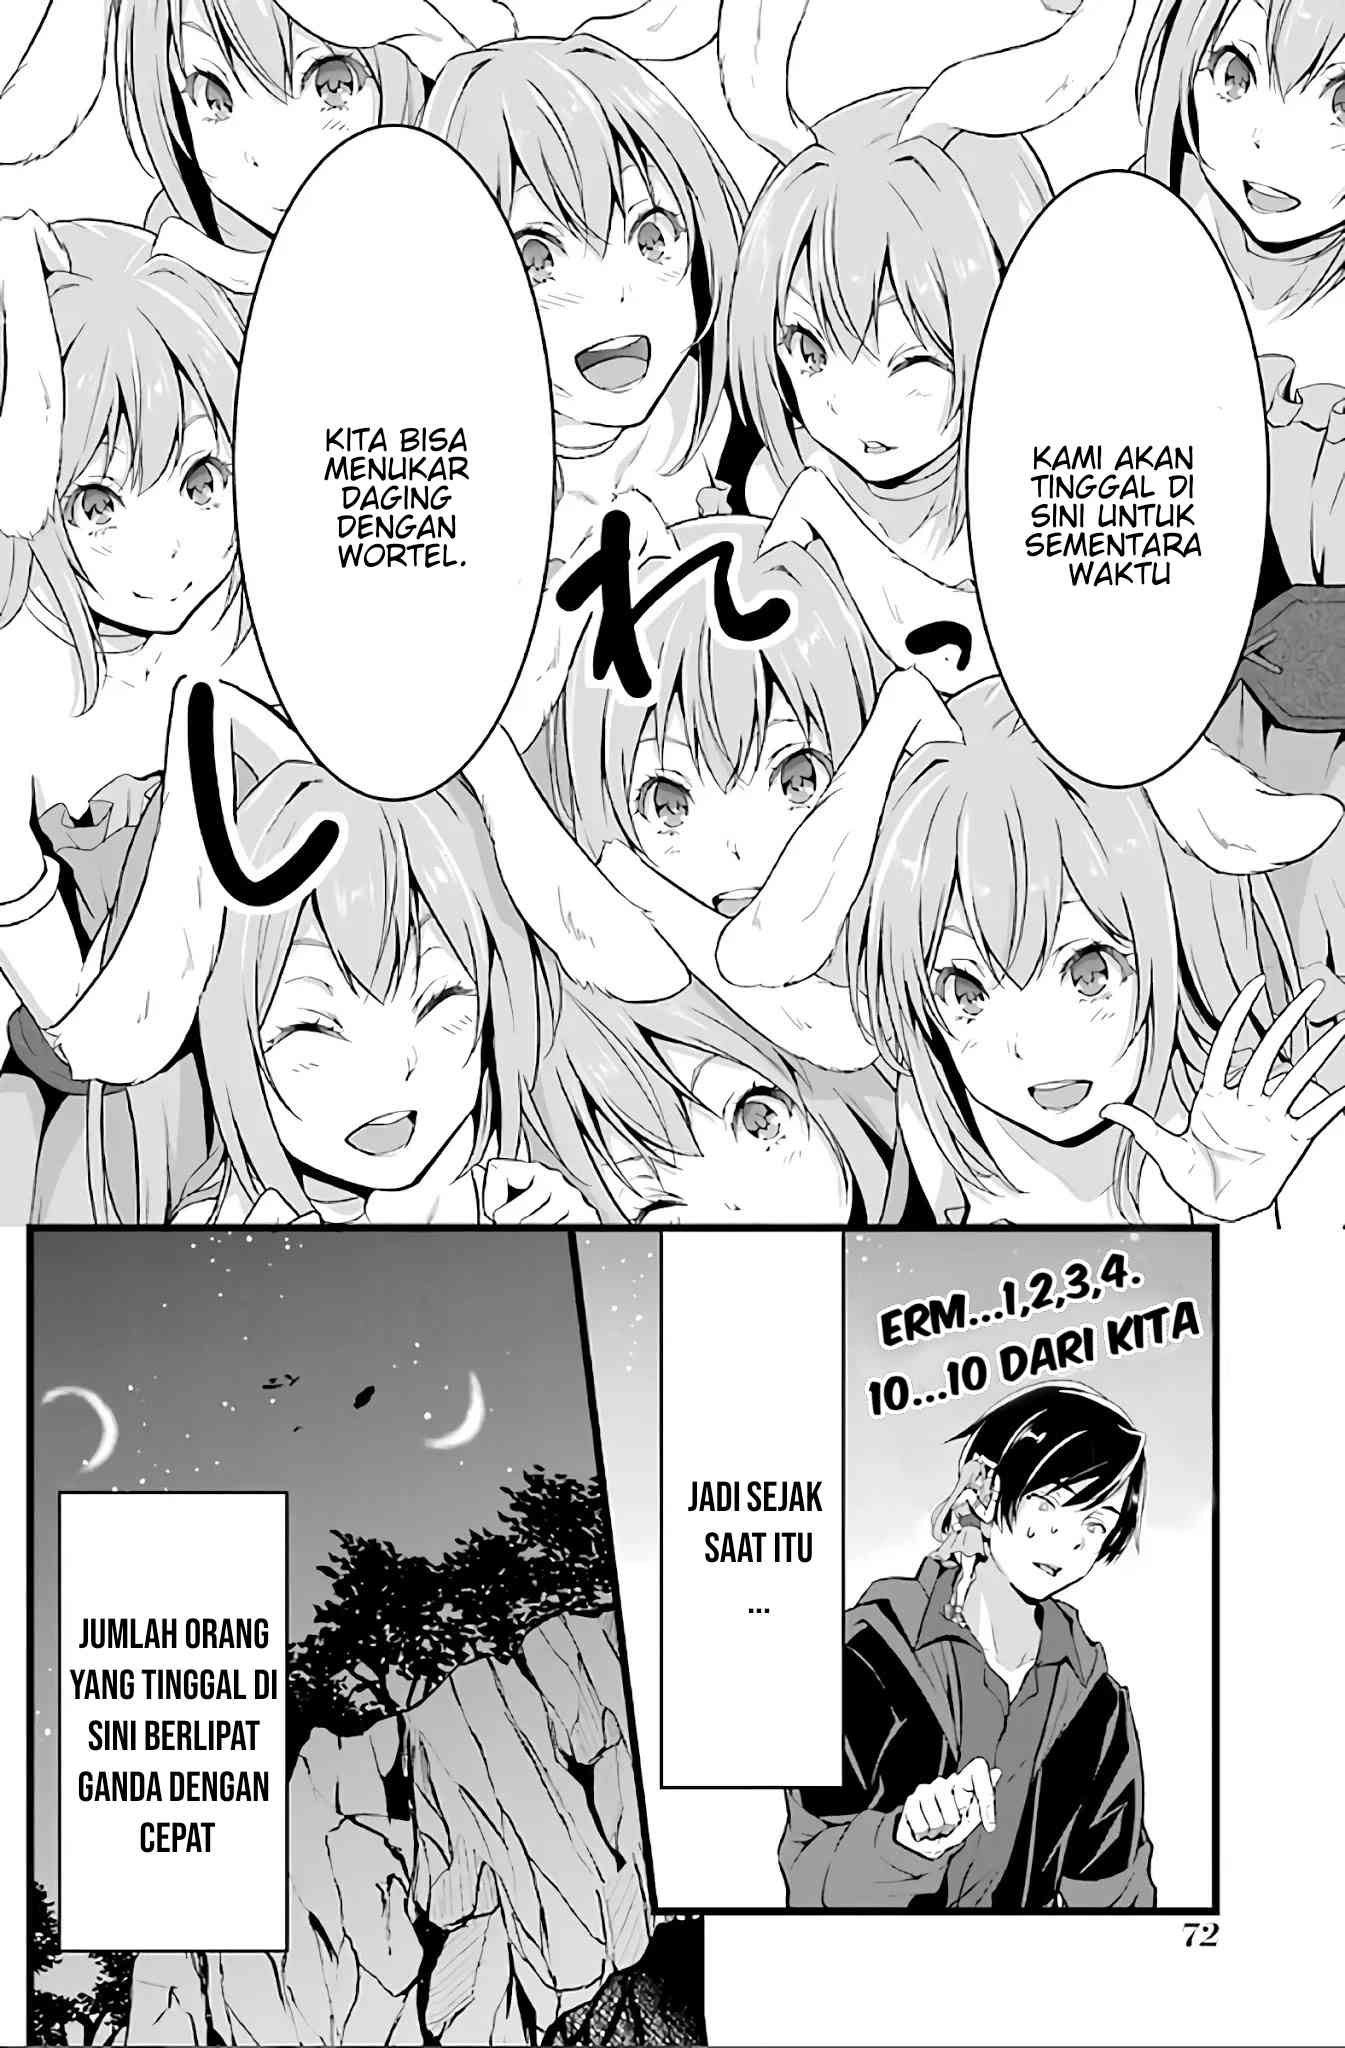 KAMI AKAN
TINGGAL DI
SINI UNTUK
SEMENTARA
WAKTU
KITA BISA
MENUKAR
DAGING
DENGAN
WORTEL.
っれし
ERM...1,2,3,4.
10...10 DARI KITA
JADI SEJAK
SAAT ITU
...
JUMLAH ORANG
YANG TINGGAL DI
SINI BERLIPAT
GANDA DENGAN
CEPAT
72